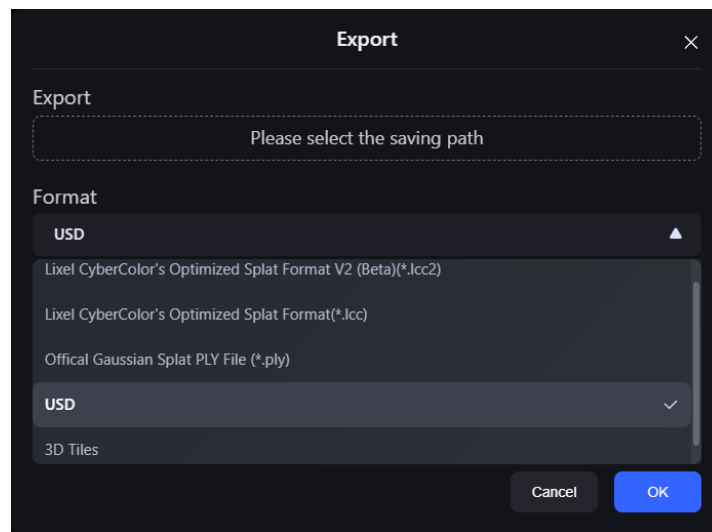 Export
Export
Please select the saving path
Format
USD
Lixel CyberColor's Optimized Splat Format V2 (Beta)(*.lcc2)
Lixel CyberColor's Optimized Splat Format(*.lcc)
Offical Gaussian Splat PLY File (*.ply)
USD
3D Tiles
Cancel
OK